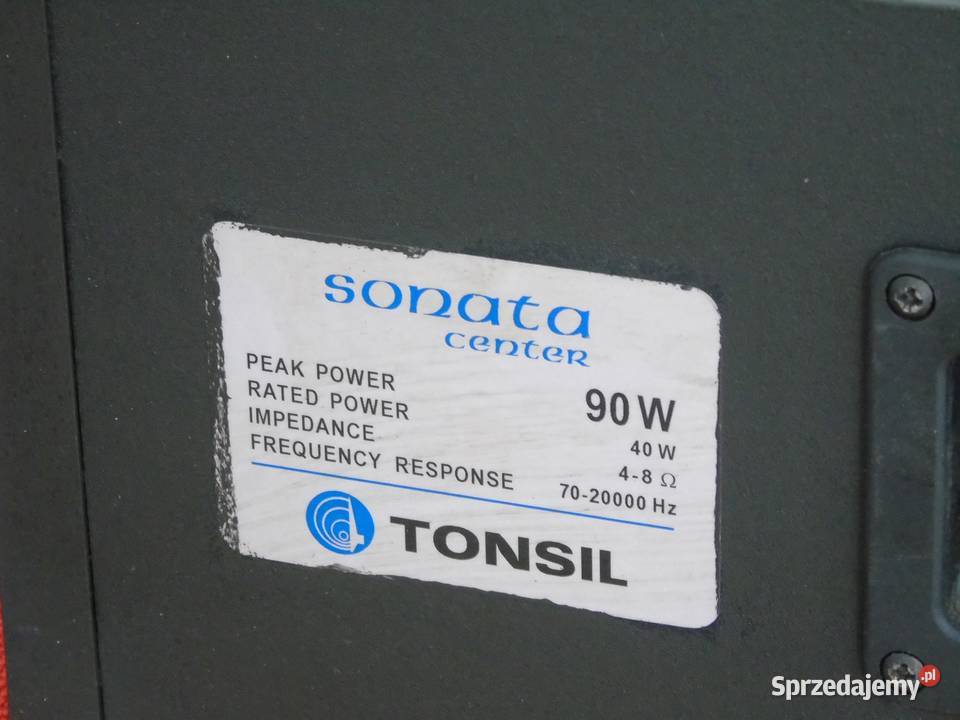 sonata
center
PEAK POWER 90 W
RATED POWER 40 W
IMPEDANCE 4-8 Ω
FREQUENCY RESPONSE 70-20000 Hz
TONSIL
Sprzedajemy.pl